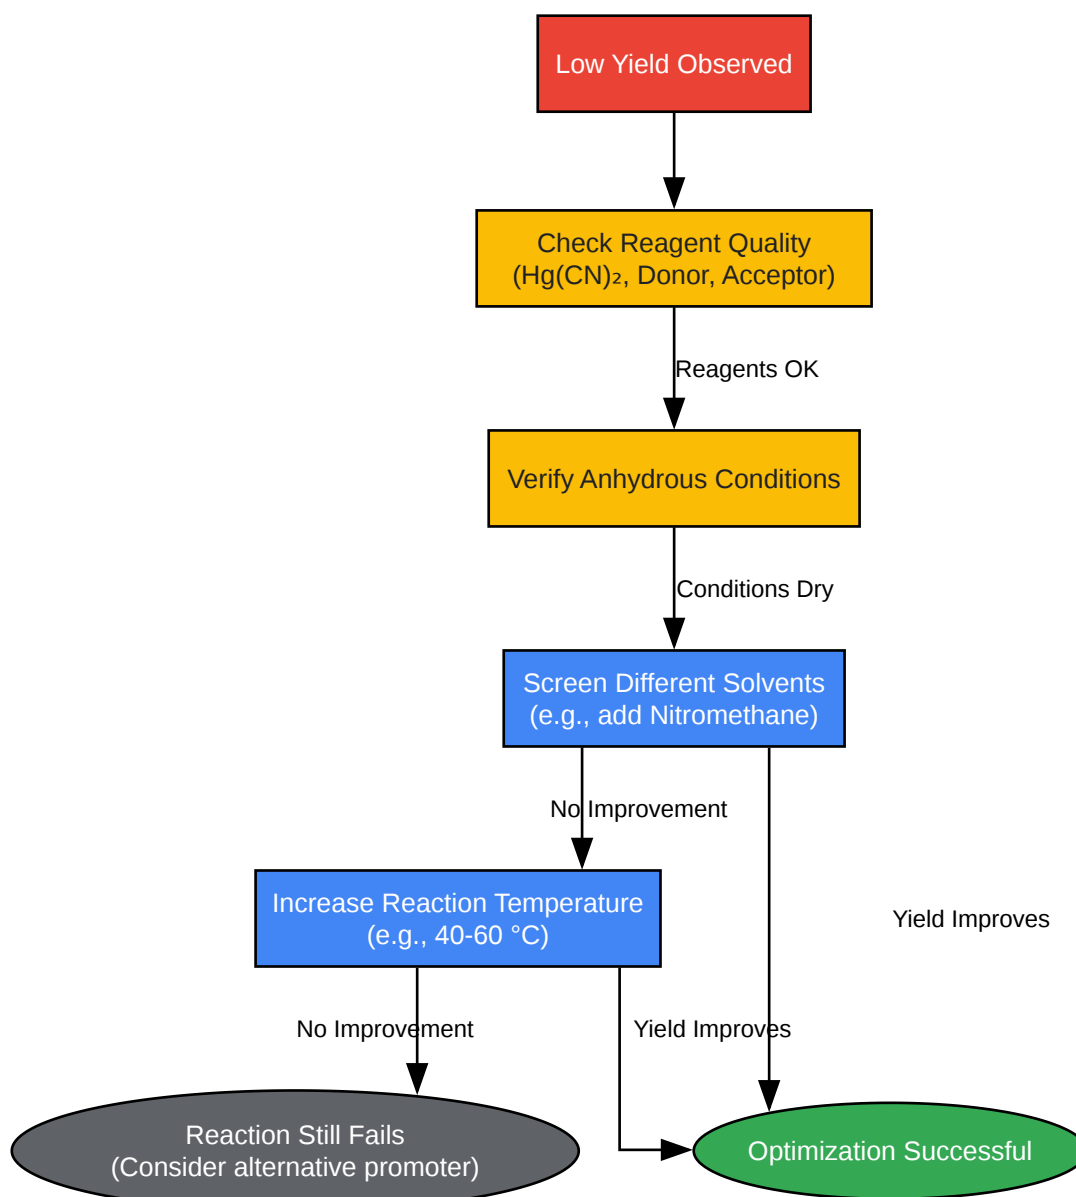 Low Yield Observed
Check Reagent Quality
(Hg(CN)₂, Donor, Acceptor)
Reagents OK
Verify Anhydrous Conditions
Conditions Dry
Screen Different Solvents
(e.g., add Nitromethane)
No Improvement
Increase Reaction Temperature
(e.g., 40-60 °C)
Yield Improves
No Improvement
Yield Improves
Reaction Still Fails
(Consider alternative promoter)
Optimization Successful